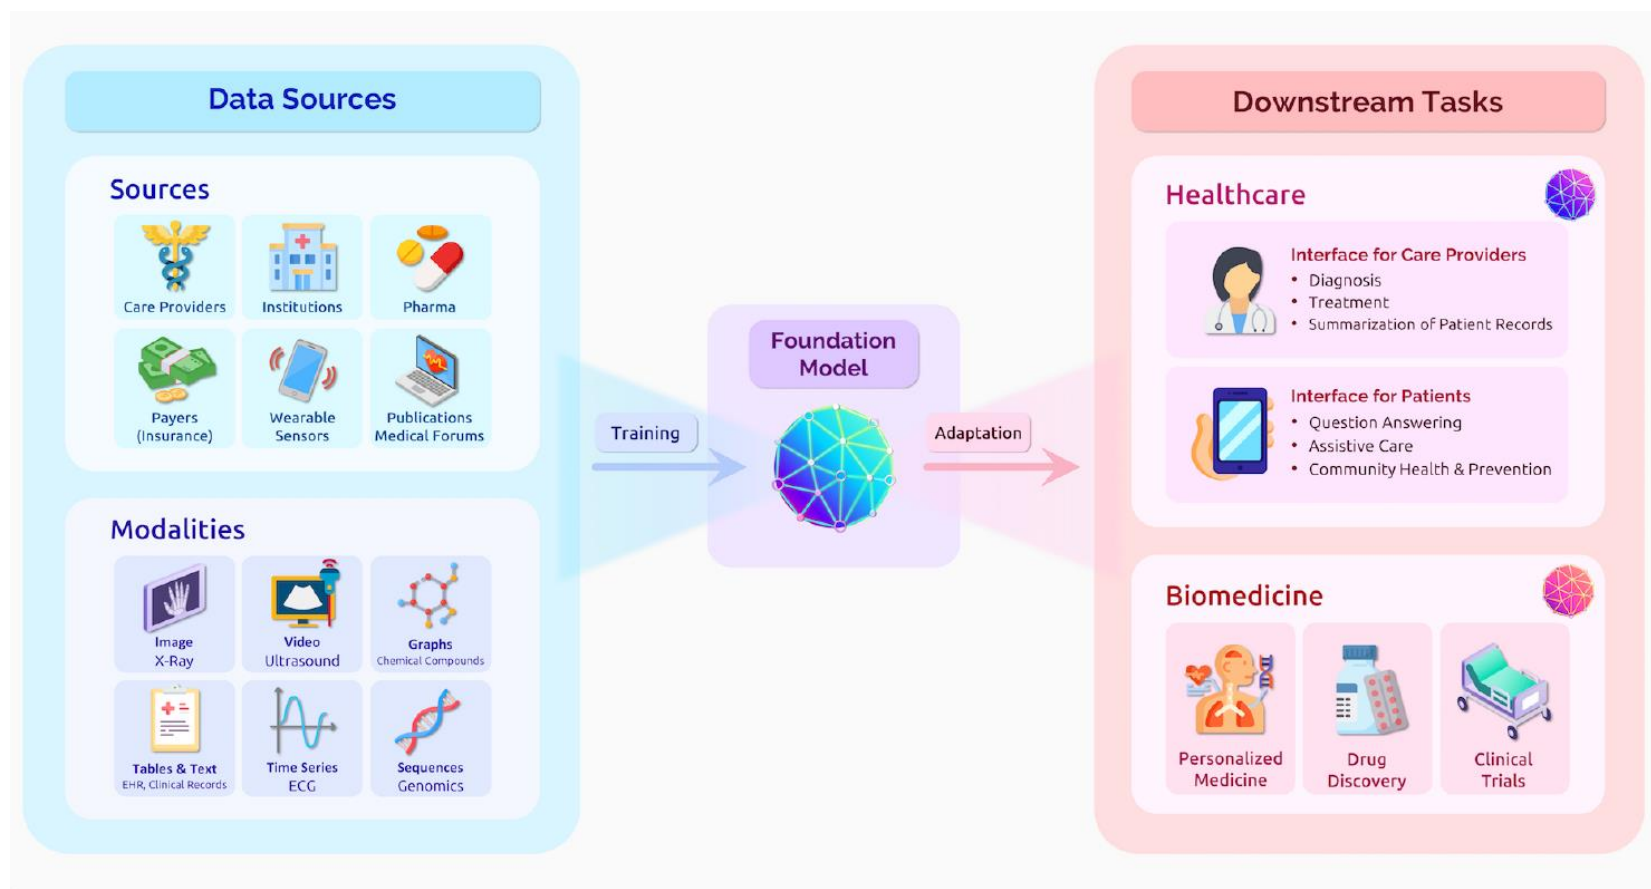 Data Sources
Sources
Care Providers
Institutions
Pharma
Payers
(Insurance)
Wearable
Sensors
Publications
Medical Forums
Modalities
Image
X-Ray
Video
Ultrasound
Graphs
Chemical Compounds
Tables & Text
EHR, Clinical Records
Time Series
ECG
Sequences
Genomics
Training
Foundation
Model
Adaptation
Downstream Tasks
Healthcare
Interface for Care Providers
• Diagnosis
• Treatment
• Summarization of Patient Records
Interface for Patients
• Question Answering
• Assistive Care
• Community Health & Prevention
Biomedicine
Personalized
Medicine
Drug
Discovery
Clinical
Trials